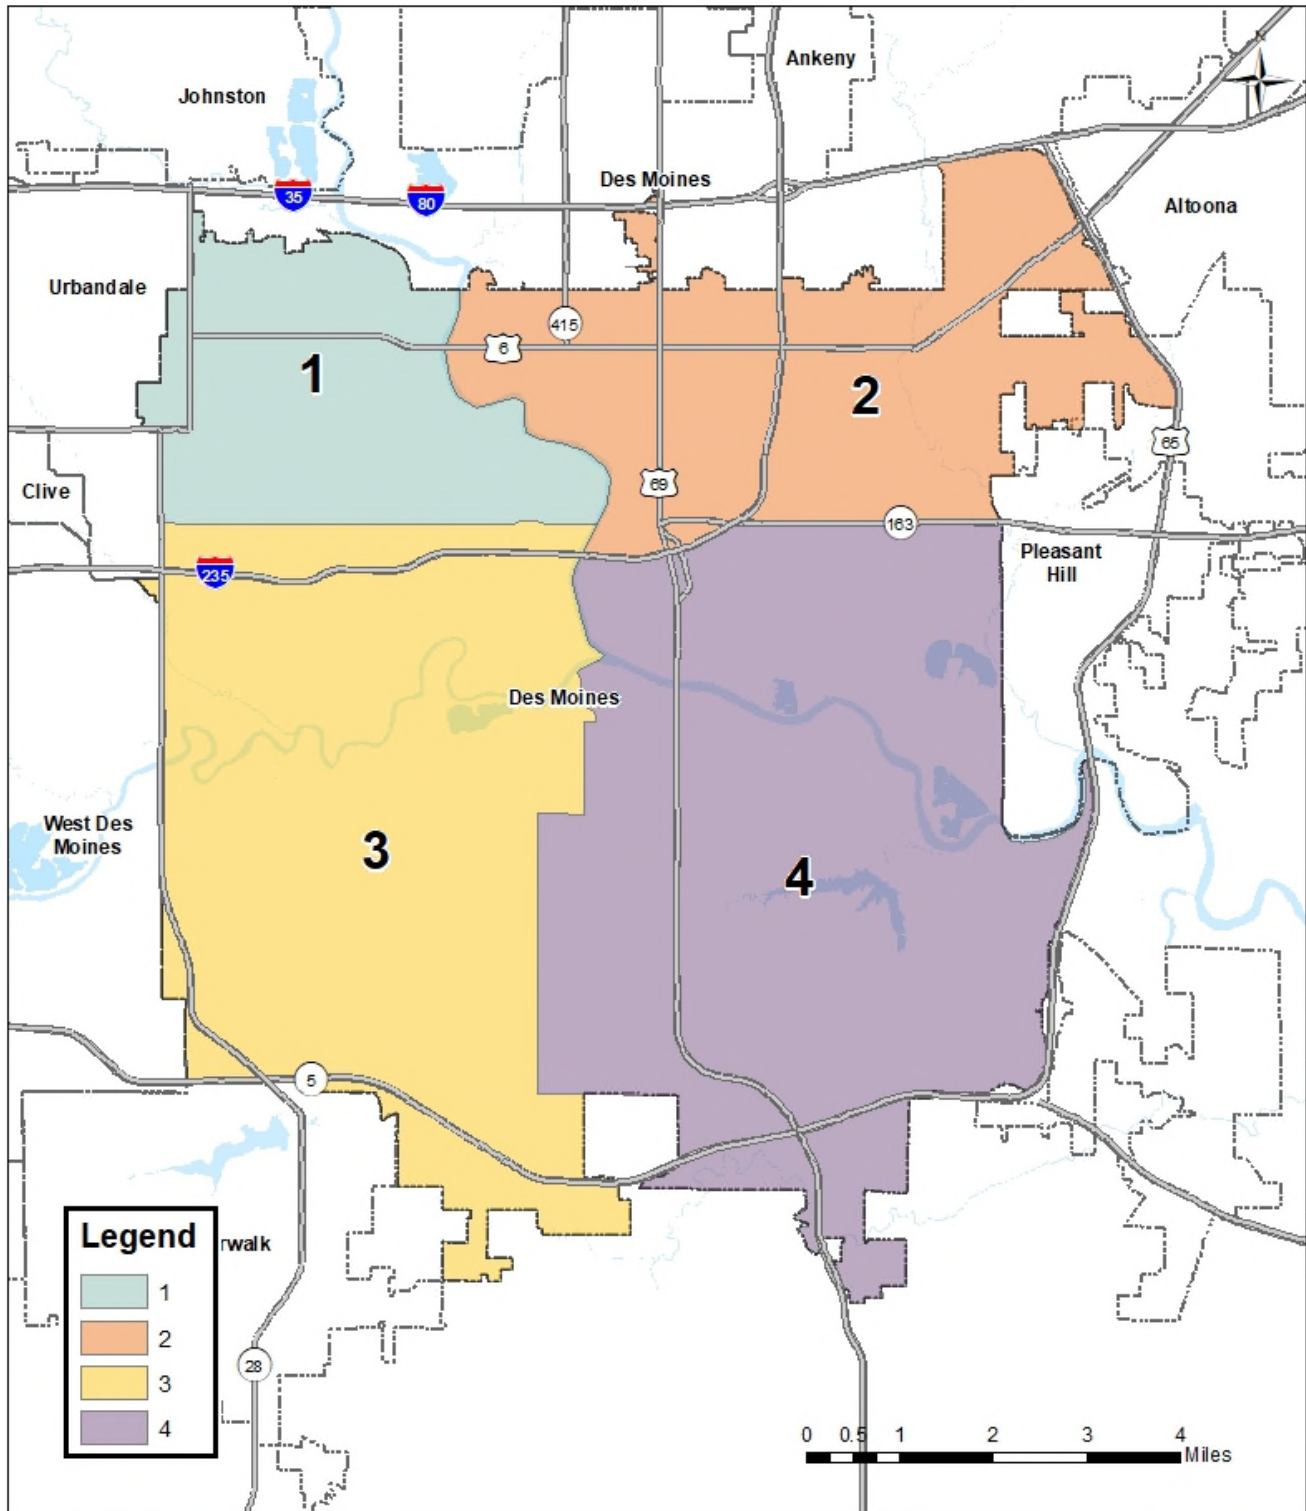 N
Ankeny
Johnston
35
80
Des Moines
Altoona
Urbandale
415
6
1
2
65
Clive
69
163
Pleasant
Hill
235
Des Moines
West Des
Moines
3
4
5
Legend
rwalk
1
2
3
4
28
0 0.5 1 2 3 4
Miles